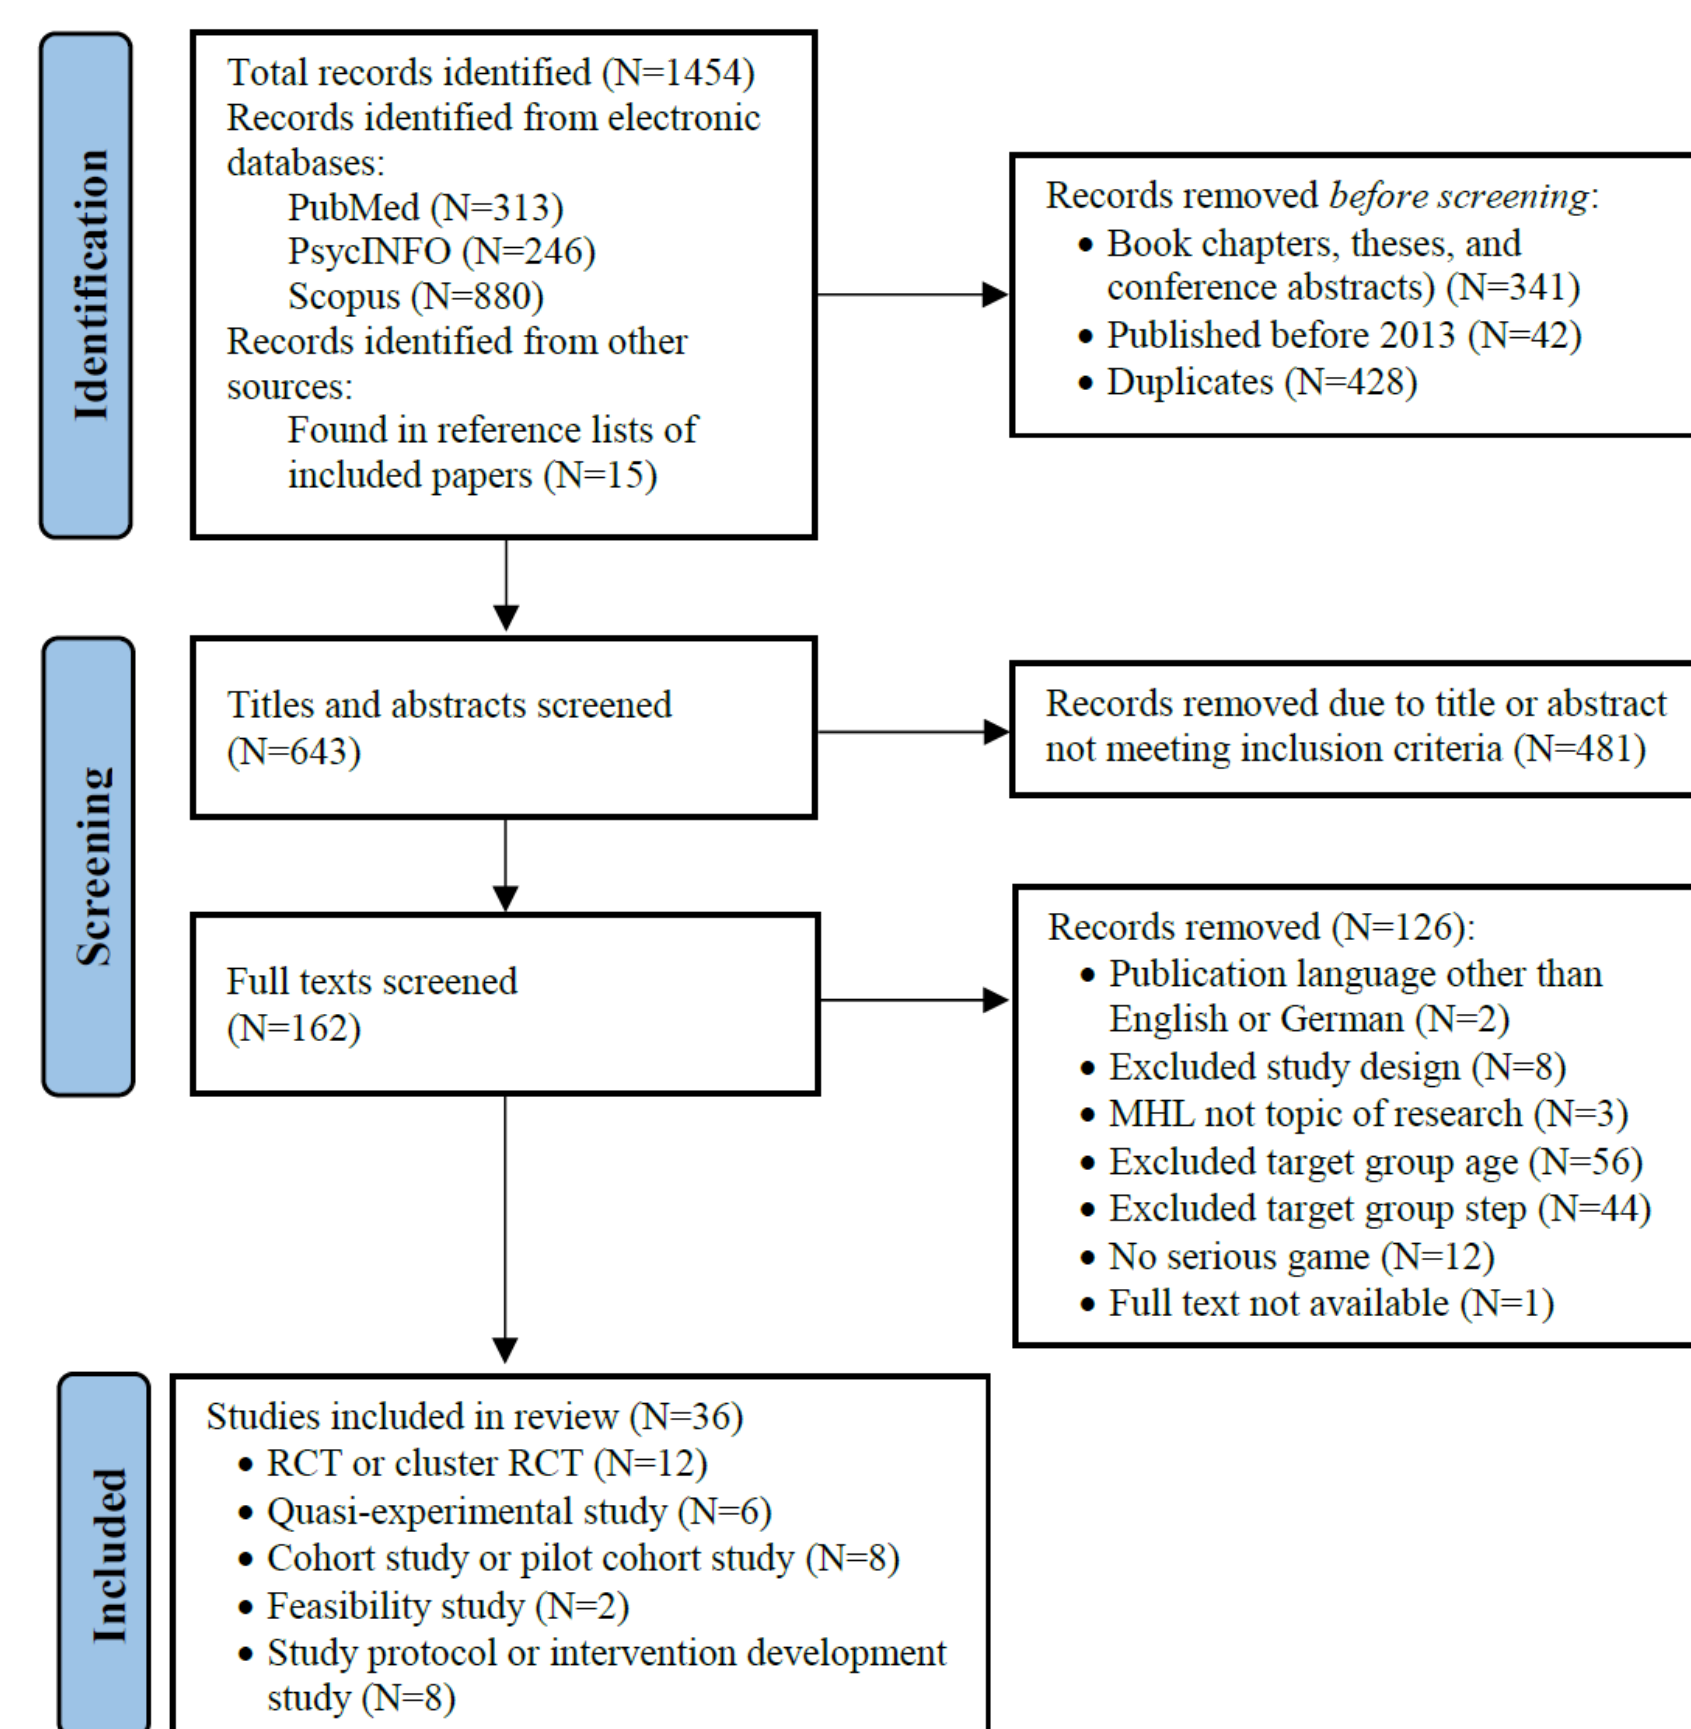 Identification
Total records identified (N=1454)
Records identified from electronic
databases:
PubMed (N=313)
PsycINFO (N=246)
Scopus (N=880)
Records identified from other
sources:
Found in reference lists of
included papers (N=15)
Records removed before screening:
• Book chapters, theses, and
conference abstracts) (N=341)
• Published before 2013 (N=42)
• Duplicates (N=428)
Screening
Titles and abstracts screened
(N=643)
Records removed due to title or abstract
not meeting inclusion criteria (N=481)
Full texts screened
(N=162)
Records removed (N=126):
• Publication language other than
English or German (N=2)
• Excluded study design (N=8)
• MHL not topic of research (N=3)
• Excluded target group age (N=56)
• Excluded target group step (N=44)
• No serious game (N=12)
• Full text not available (N=1)
Included
Studies included in review (N=36)
• RCT or cluster RCT (N=12)
• Quasi-experimental study (N=6)
• Cohort study or pilot cohort study (N=8)
• Feasibility study (N=2)
• Study protocol or intervention development
study (N=8)